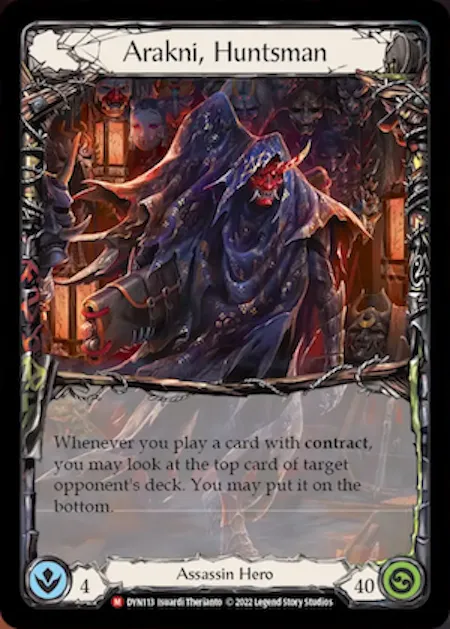 Arakni, Huntsman
Whenever you play a card with contract,
you may look at the top card of target
opponent's deck. You may put it on the
bottom.
4
Assassin Hero
40
M DYN113 Isuardi Therianto © 2022 Legend Story Studios